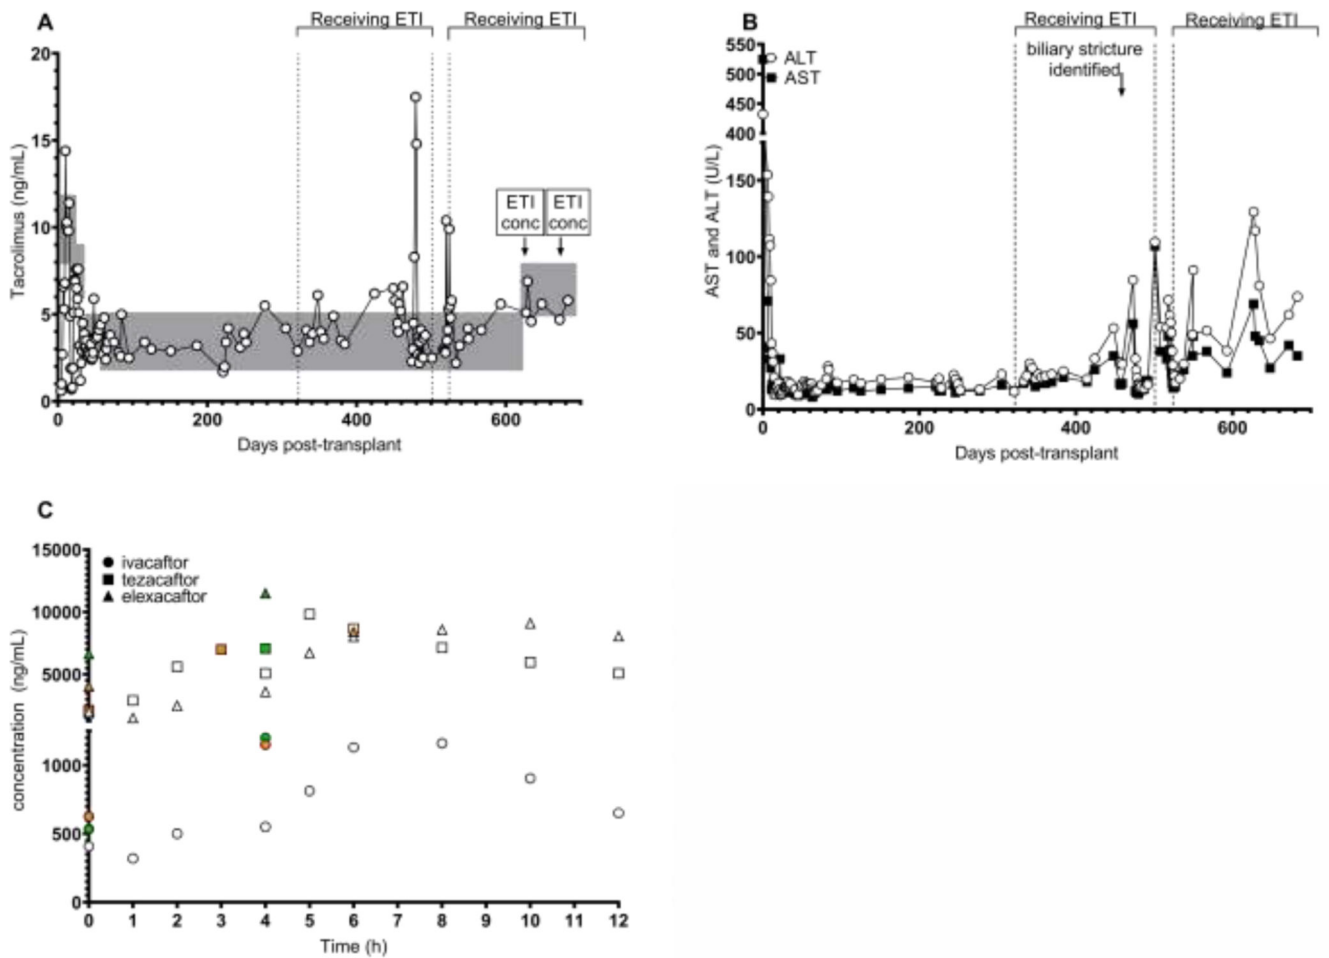 A
Receiving ETI Receiving ETI
20
15
10
5
0
Tacrolimus (ng/mL)
ETI conc
ETI conc
0 200 400 600
Days post-transplant
B
Receiving ETI Receiving ETI
biliary stricture
identified
ALT
AST
550
500
450
400
150
100
50
0
AST and ALT (U/L)
0 200 400 600
Days post-transplant
C
15000
10000
5000
1000
500
0
ivacaftor
tezacaftor
elexacaftor
concentration (ng/mL)
0 1 2 3 4 5 6 7 8 9 10 11 12
Time (h)